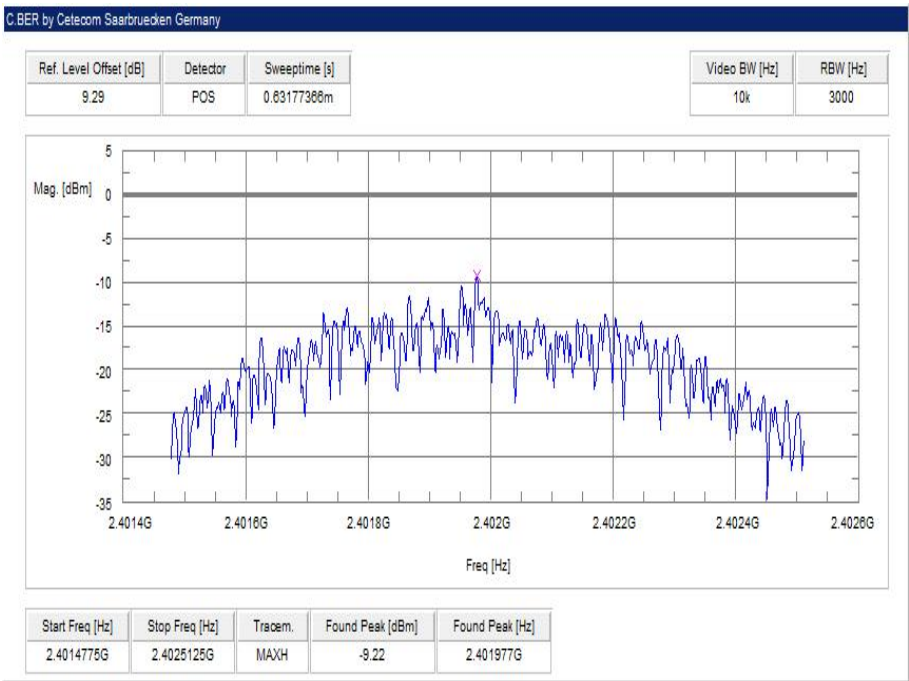 C.BER by Cetecom Saarbruecken Germany
Ref. Level Offset [dB] Detector Sweeptime [s] Video BW [Hz] RBW [Hz]
9.29 POS 0.63177366m 10k 3000
5
Mag. [dBm] 0
-5
-10
-15
-20
-25
-30
-35
2.4014G 2.4016G 2.4018G 2.402G 2.4022G 2.4024G 2.4026G
Freq [Hz]
Start Freq [Hz] Stop Freq [Hz] Tracem. Found Peak [dBm] Found Peak [Hz]
2.4014775G 2.4025125G MAXH -9.22 2.401977G